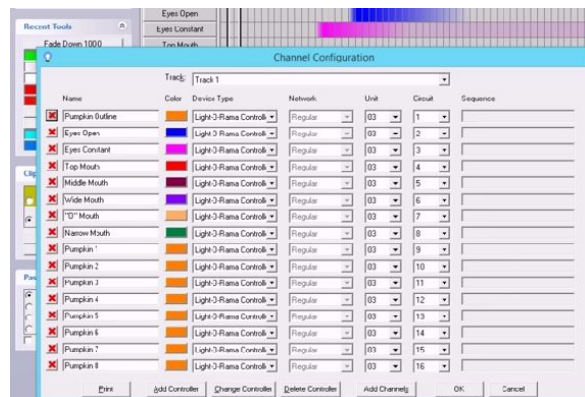 Recent Tools
Fade Down 1000
Eyes Open
Eyes Constant
Top Mouth
Channel Configuration
Track: Track 1
Name Color Device Type Network Unit Circuit Sequence
Pumpkin Outline Light-O-Rama Controll Regular 03 1
Eyes Open Light-O-Rama Controll Regular 03 2
Eyes Constant Light-O-Rama Controll Regular 03 3
Top Mouth Light-O-Rama Controll Regular 03 4
Middle Mouth Light-O-Rama Controll Regular 03 5
Wide Mouth Light-O-Rama Controll Regular 03 6
"O" Mouth Light-O-Rama Controll Regular 03 7
Narrow Mouth Light-O-Rama Controll Regular 03 8
Pumpkin 1 Light-O-Rama Controll Regular 03 9
Pumpkin 2 Light-O-Rama Controll Regular 03 10
Pumpkin 3 Light-O-Rama Controll Regular 03 11
Pumpkin 4 Light-O-Rama Controll Regular 03 12
Pumpkin 5 Light-O-Rama Controll Regular 03 13
Pumpkin 6 Light-O-Rama Controll Regular 03 14
Pumpkin 7 Light-O-Rama Controll Regular 03 15
Pumpkin 8 Light-O-Rama Controll Regular 03 16
Print Add Controller Change Controller Delete Controller Add Channels OK Cancel